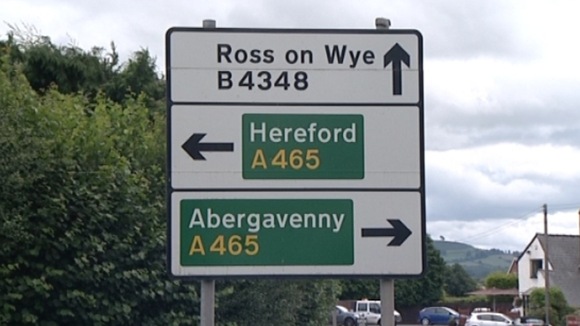 Ross on Wye
B4348
Hereford
A465
Abergavenny
A465